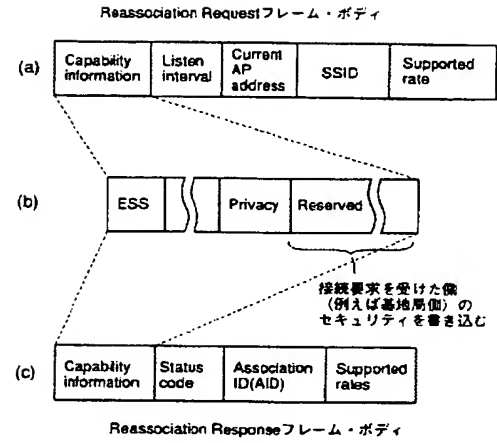 Reassociation Requestフレーム・ボディ
(a)
Capability information
Listen interval
Current AP address
SSID
Supported rate
(b)
ESS
Privacy
Reserved
接続要求を受けた側
(例えば基地局側)の
セキュリティを書き込む
(c)
Capability information
Status code
Association ID(AID)
Supported rates
Reassociation Responseフレーム・ボディ